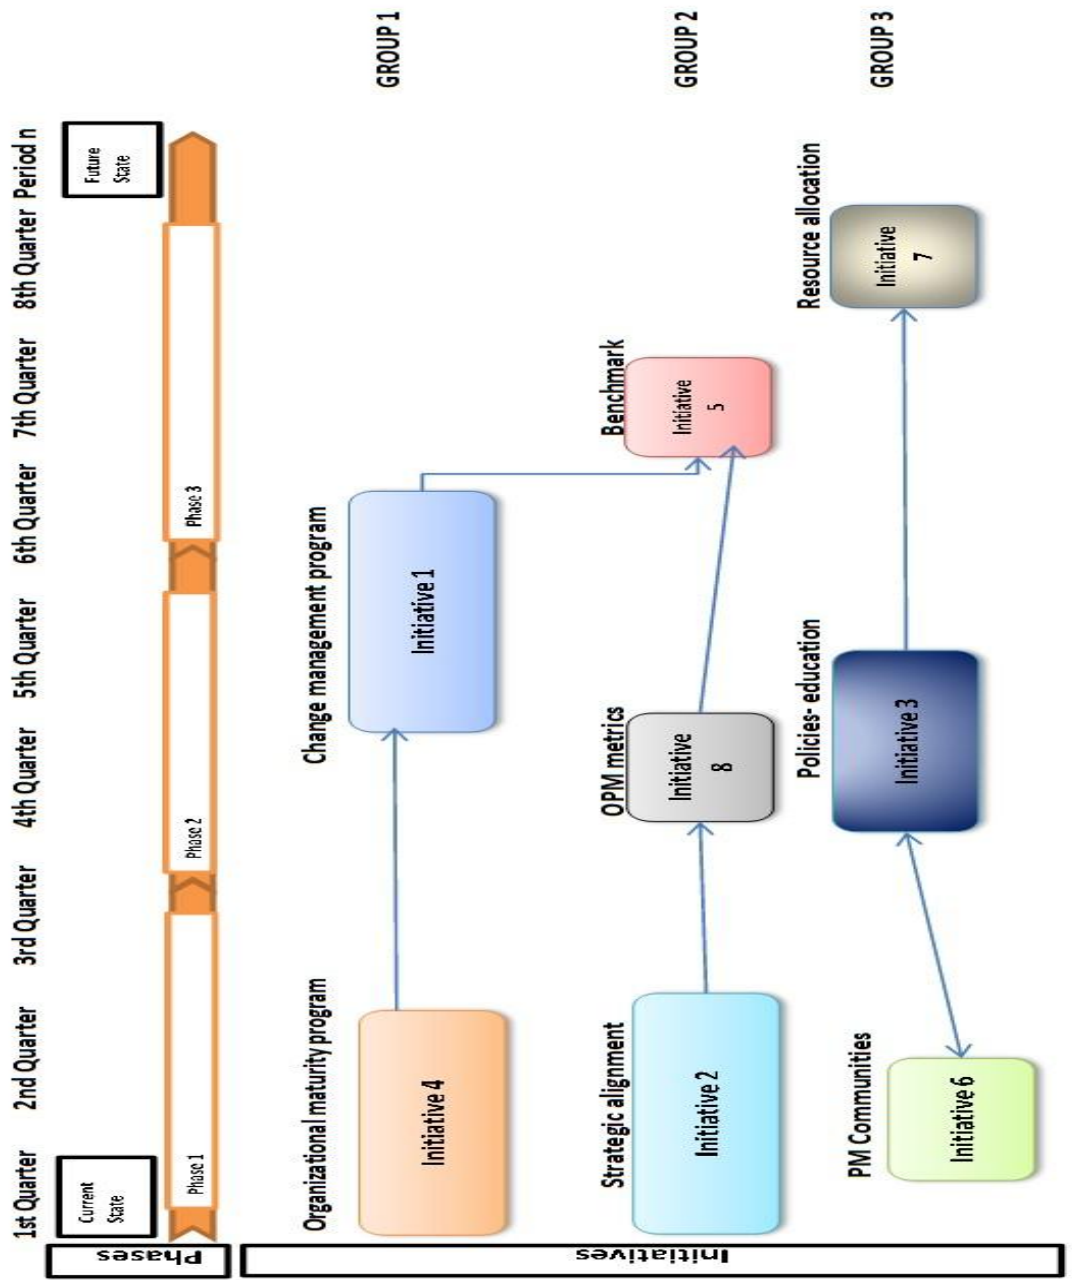 1st Quarter 2nd Quarter 3rd Quarter 4th Quarter 5th Quarter 6th Quarter 7th Quarter 8th Quarter Period n
Current
State
Future
State
Phases
Phase 1
Phase 2
Phase 3
Initiatives
Organizational maturity program
Initiative 4
Change management program
Initiative 1
GROUP 1
Strategic alignment
Initiative 2
OPM metrics
Initiative
8
Benchmark
Initiative
5
GROUP 2
PM Communities
Initiative 6
Policies- education
Initiative 3
Resource allocation
Initiative
7
GROUP 3